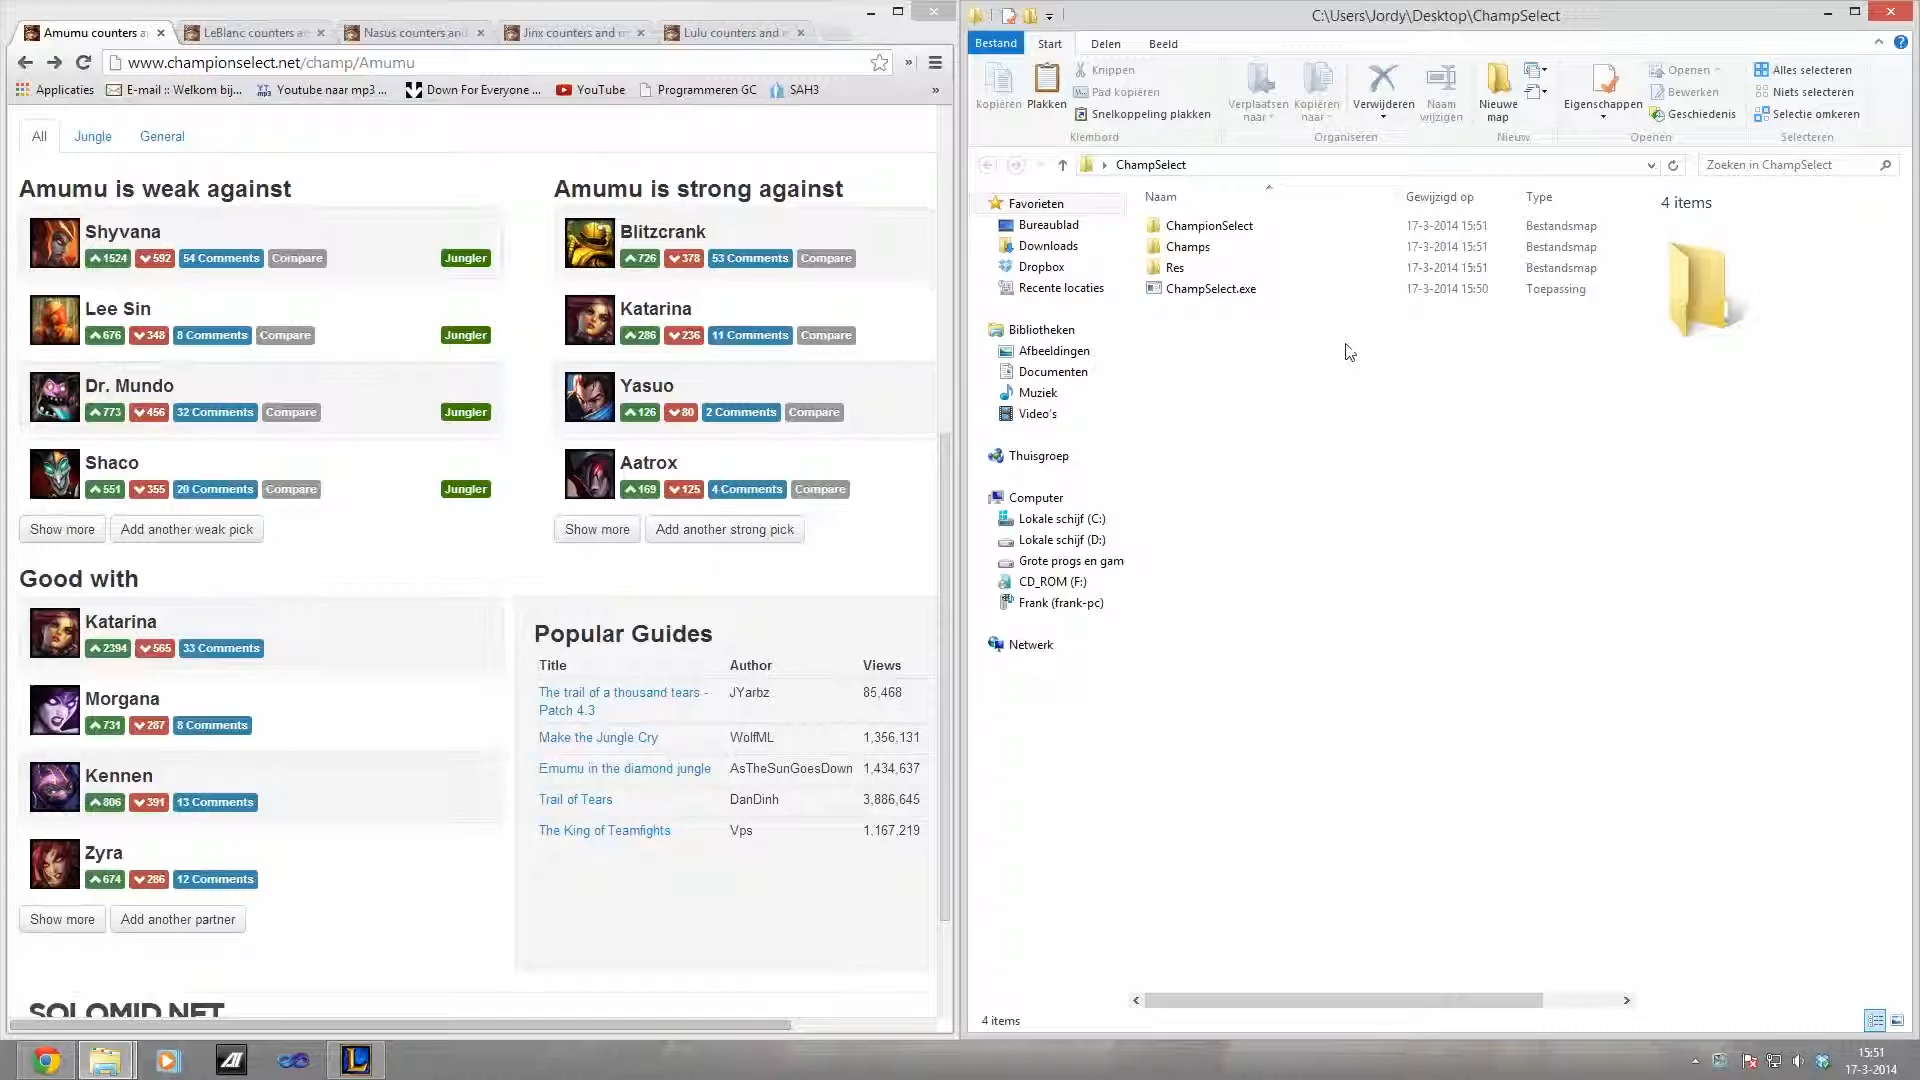 Amumu counters a
LeBlanc counters a
Nasus counters and
Jinx counters and m
Lulu counters and m
www.championselect.net/champ/Amumu
Applicaties
E-mail :: Welkom bij...
Youtube naar mp3 ...
Down For Everyone ...
YouTube
Programmeren GC
SAH3
»
All
Jungle
General
Amumu is weak against
Shyvana
1524 592 54 Comments Compare Jungler
Lee Sin
676 348 8 Comments Compare Jungler
Dr. Mundo
773 456 32 Comments Compare Jungler
Shaco
551 355 20 Comments Compare Jungler
Show more Add another weak pick
Amumu is strong against
Blitzcrank
726 378 53 Comments Compare
Katarina
286 236 11 Comments Compare
Yasuo
126 80 2 Comments Compare
Aatrox
169 125 4 Comments Compare
Show more Add another strong pick
Good with
Katarina
2394 565 33 Comments
Morgana
731 287 8 Comments
Kennen
806 391 13 Comments
Zyra
674 286 12 Comments
Show more Add another partner
Popular Guides
Title Author Views
The trail of a thousand tears - JYarbz 85,468
Patch 4.3
Make the Jungle Cry WolfML 1,356,131
Emumu in the diamond jungle AsTheSunGoesDown 1,434,637
Trail of Tears DanDinh 3,886,645
The King of Teamfights Vps 1,167,219
SOLOMID.NET
C:\Users\Jordy\Desktop\ChampSelect
Bestand Start Delen Beeld
Kopiëren
Plakken
Knippen
Pad kopiëren
Snelkoppeling plakken
Klembord
Verplaatsen
naar
Kopiëren
naar
Verwijderen
Naam
wijzigen
Organiseren
Nieuwe
map
Nieuw
Eigenschappen
Openen
Bewerken
Geschiedenis
Openen
Alles selecteren
Niets selecteren
Selectie omkeren
Selecteren
ChampSelect
Zoeken in ChampSelect
Favorieten
Bureaublad
Downloads
Dropbox
Recente locaties
Bibliotheken
Afbeeldingen
Documenten
Muziek
Video's
Thuisgroep
Computer
Lokale schijf (C:)
Lokale schijf (D:)
Grote progs en gam
CD_ROM (F:)
Frank (frank-pc)
Netwerk
Naam Gewijzigd op Type
ChampionSelect 17-3-2014 15:51 Bestandsmap
Champs 17-3-2014 15:51 Bestandsmap
Res 17-3-2014 15:51 Bestandsmap
ChampSelect.exe 17-3-2014 15:50 Toepassing
4 items
4 items
15:51
17-3-2014